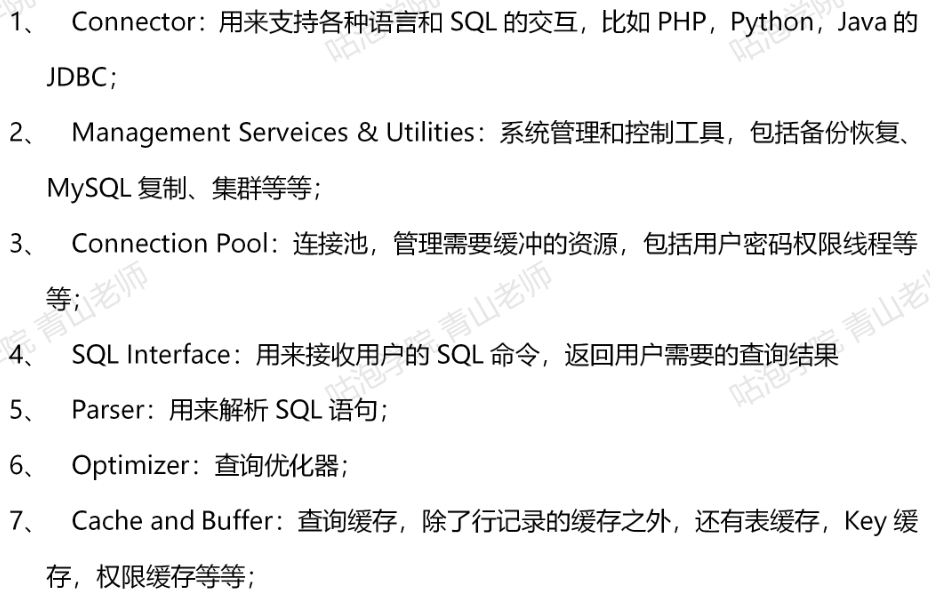 1、 Connector：用来支持各种语言和 SQL 的交互，比如 PHP，Python，Java 的
JDBC；
2、 Management Serveices & Utilities：系统管理和控制工具，包括备份恢复、
MySQL 复制、集群等等；
3、 Connection Pool：连接池，管理需要缓冲的资源，包括用户密码权限线程等
等；
4、 SQL Interface：用来接收用户的 SQL 命令，返回用户需要的查询结果
5、 Parser：用来解析 SQL 语句；
6、 Optimizer：查询优化器；
7、 Cache and Buffer：查询缓存，除了行记录的缓存之外，还有表缓存，Key 缓
存，权限缓存等等；
咕泡学院
咕泡学院
院 青山老师
咕泡学院 青山老师
咕泡学院 青山老师